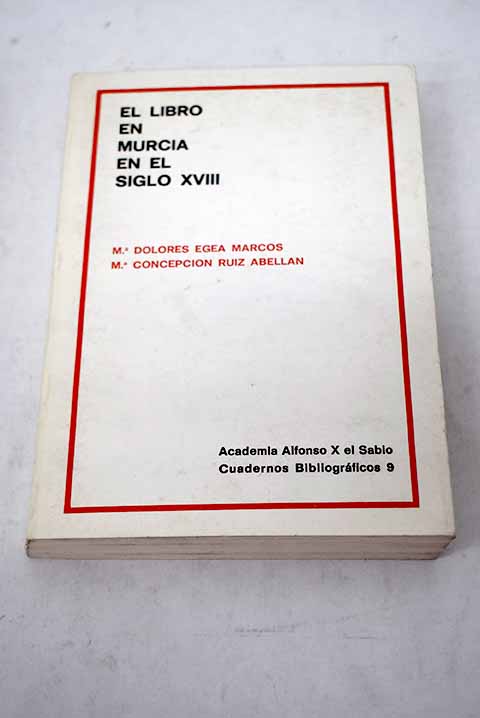 EL LIBRO
EN
MURCIA
EN EL
SIGLO XVIII
M.ª DOLORES EGEA MARCOS
M.ª CONCEPCION RUIZ ABELLAN
Academia Alfonso X el Sabio
Cuadernos Bibliográficos 9